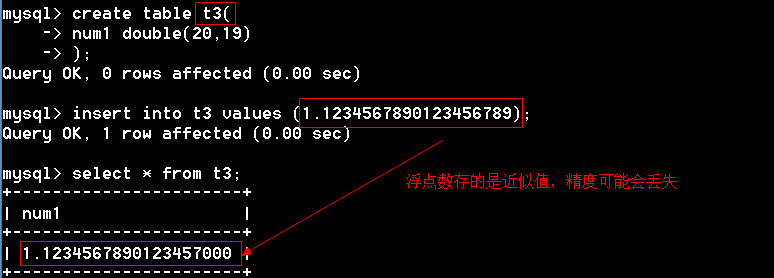 mysql> create table t3(
    -> num1 double(20,19)
    -> );
Query OK, 0 rows affected (0.00 sec)
mysql> insert into t3 values (1.1234567890123456789);
Query OK, 1 row affected (0.00 sec)
mysql> select * from t3;
浮点数存的是近似值，精度可能会丢失
+-----------------------+
| num1                  |
+-----------------------+
| 1.1234567890123457000 |
+-----------------------+